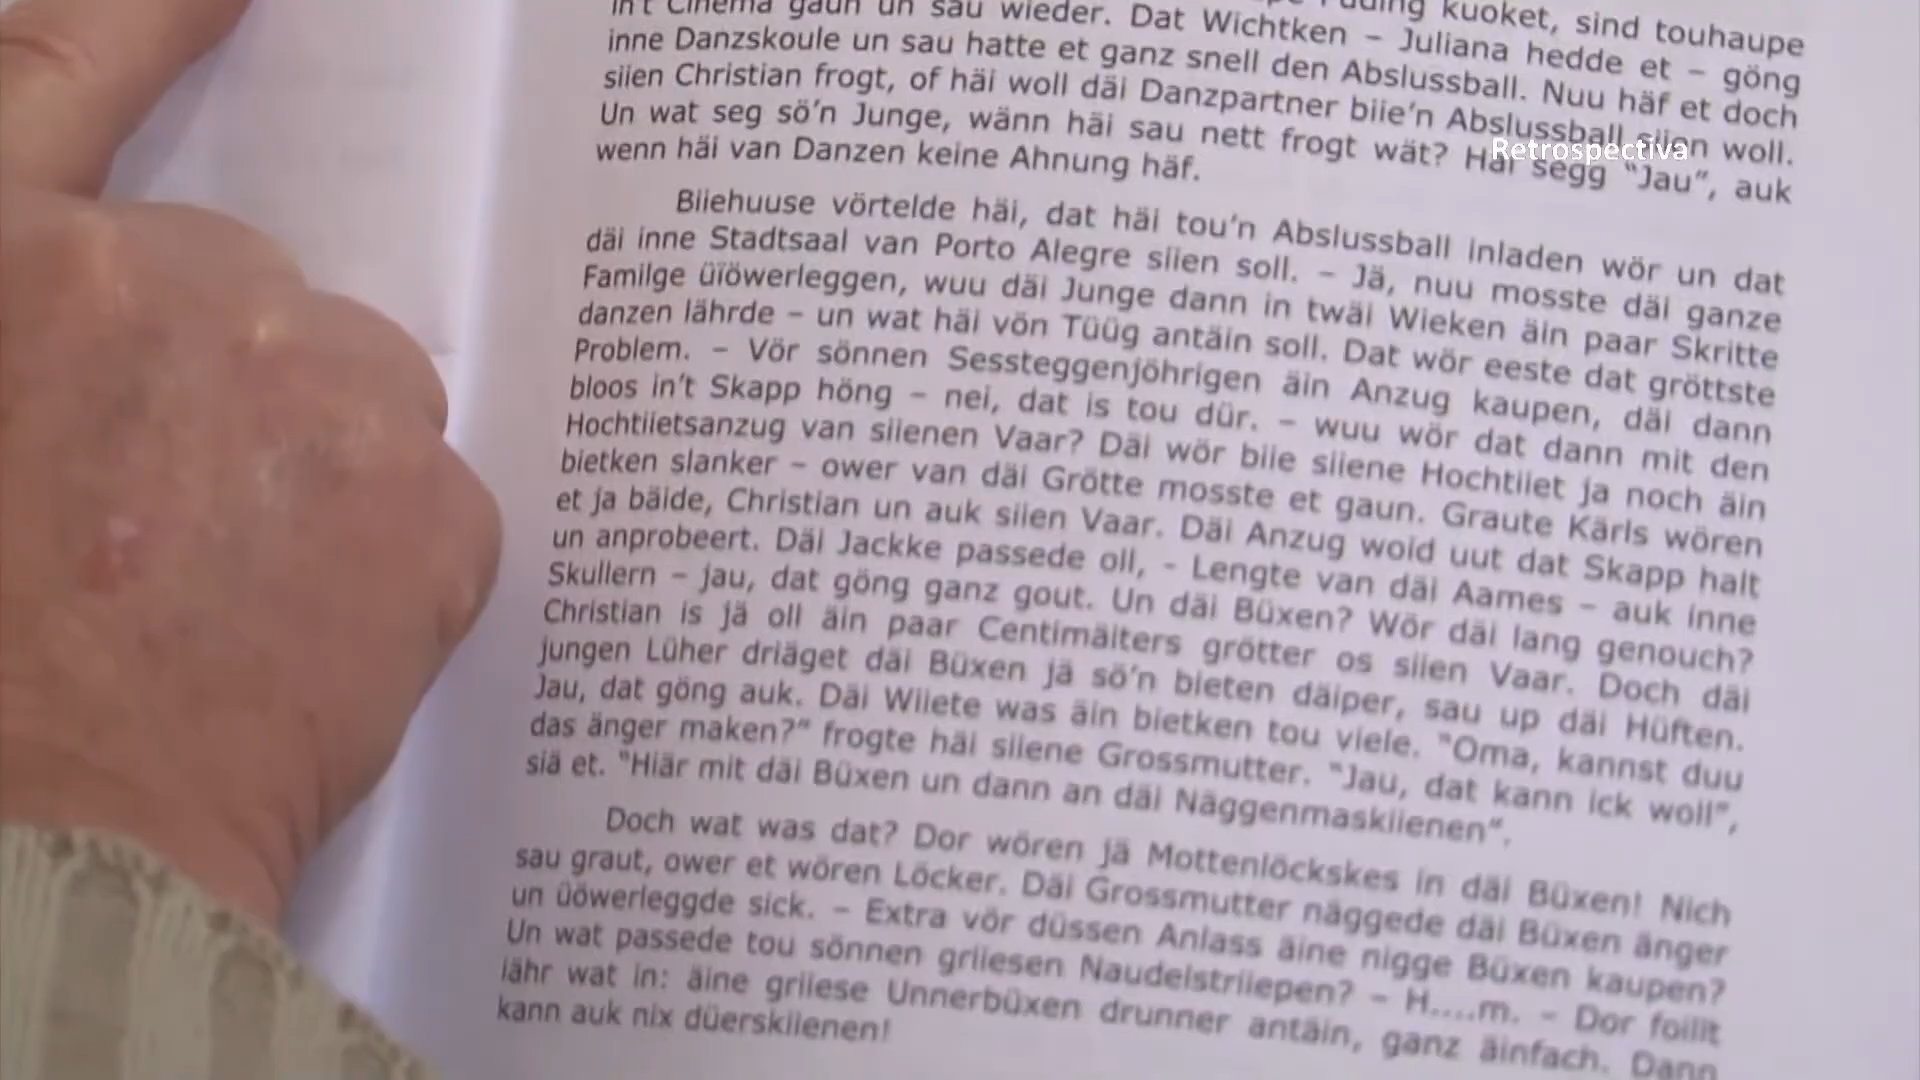 Puding kuoket, sind touhaupe
in't Cinema gaun un sau wieder. Dat Wichtken – Juliana hedde et – göng
inne Danzskoule un sau hatte et ganz snell den Abslussball. Nuu häf et doch
siien Christian frogt, of häi woll däi Danzpartner biie'n Abslussball siien woll.
Un wat seg sö'n Junge, wänn häi sau nett frogt wät? Häi segg "Jau", auk
wenn häi van Danzen keine Ahnung häf.
Biiehuuse vörtelde häi, dat häi tou'n Abslussball inladen wör un dat
däi inne Stadtsaal van Porto Alegre siien soll. – Jä, nuu mosste däi ganze
Familge üïöwerleggen, wuu däi Junge dann in twäi Wieken äin paar Skritte
danzen lährde – un wat häi vön Tüüg antäin soll. Dat wör eeste dat gröttste
Problem. – Vör sönnen Sessteggenjöhrigen äin Anzug kaupen, däi dann
bloos in't Skapp höng – nei, dat is tou dür. – wuu wör dat dann mit den
Hochtiietsanzug van siienen Vaar? Däi wör biie siiene Hochtiiet ja noch äin
bietken slanker – ower van däi Grötte mosste et gaun. Graute Kärls wören
et ja bäide, Christian un auk siien Vaar. Däi Anzug woid uut dat Skapp halt
un anprobeert. Däi Jackke passede oll, - Lengte van däi Aames – auk inne
Skullern – jau, dat göng ganz gout. Un däi Büxen? Wör däi lang genouch?
Christian is jä oll äin paar Centimäiters grötter os siien Vaar. Doch däi
jungen Lüher driäget däi Büxen jä sö'n bieten däiper, sau up däi Hüften.
Jau, dat göng auk. Däi Wiiete was äin bietken tou viele. "Oma, kannst duu
das änger maken?" frogte häi siiene Grossmutter. "Jau, dat kann ick woll",
siä et. "Hiär mit däi Büxen un dann an däi Näggenmaskiienen".
Doch wat was dat? Dor wören jä Mottenlöckskes in däi Büxen! Nich
sau graut, ower et wören Löcker. Däi Grossmutter näggede däi Büxen änger
un üöwerleggde sick. – Extra vör düssen Anlass äine nigge Büxen kaupen?
Un wat passede tou sönnen griiesen Naudelstriiepen? – H....m. – Dor foillt
iähr wat in: äine griiese Unnerbüxen drunner antäin, ganz äinfach. Dann
kann auk nix düerskiienen!
Retrospectiva